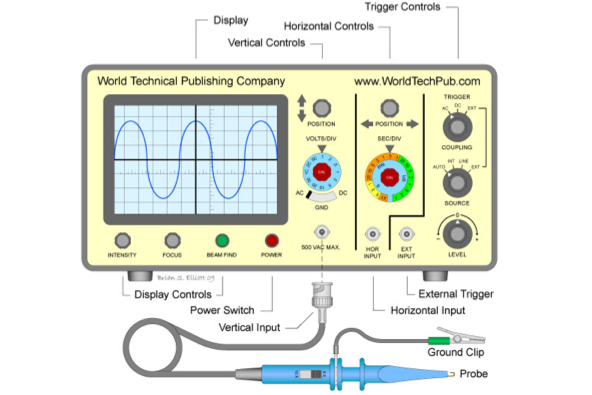 Trigger Controls
Display
Horizontal Controls
Vertical Controls
World Technical Publishing Company
www.WorldTechPub.com
TRIGGER
AC DC EXT
POSITION
POSITION
COUPLING
VOLTS/DIV
SEC/DIV
AUTO INT LINE EXT
AC DC
GND
SOURCE
500 VAC MAX.
HOR INPUT
EXT INPUT
LEVEL
INTENSITY
FOCUS
BEAM FIND
POWER
Brian S. Elliott 09
Display Controls
External Trigger
Power Switch
Horizontal Input
Vertical Input
Ground Clip
Probe